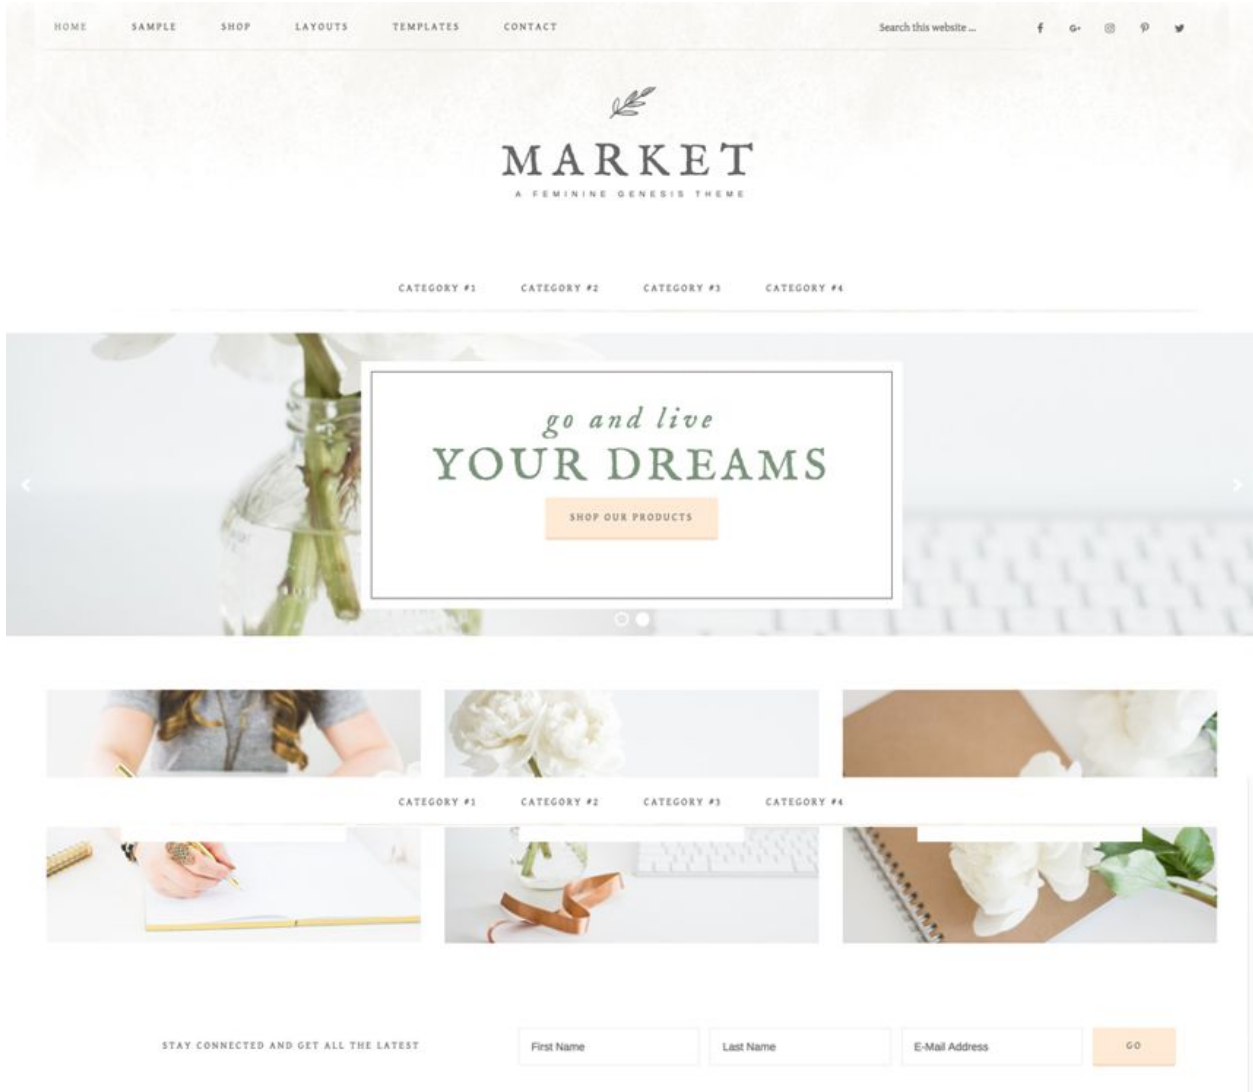 HOME SAMPLE SHOP LAYOUTS TEMPLATES CONTACT Search this website ...
MARKET
A FEMININE GENESIS THEME
CATEGORY #1 CATEGORY #2 CATEGORY #3 CATEGORY #4
go and live
YOUR DREAMS
SHOP OUR PRODUCTS
CATEGORY #1 CATEGORY #2 CATEGORY #3 CATEGORY #4
STAY CONNECTED AND GET ALL THE LATEST First Name Last Name E-Mail Address GO